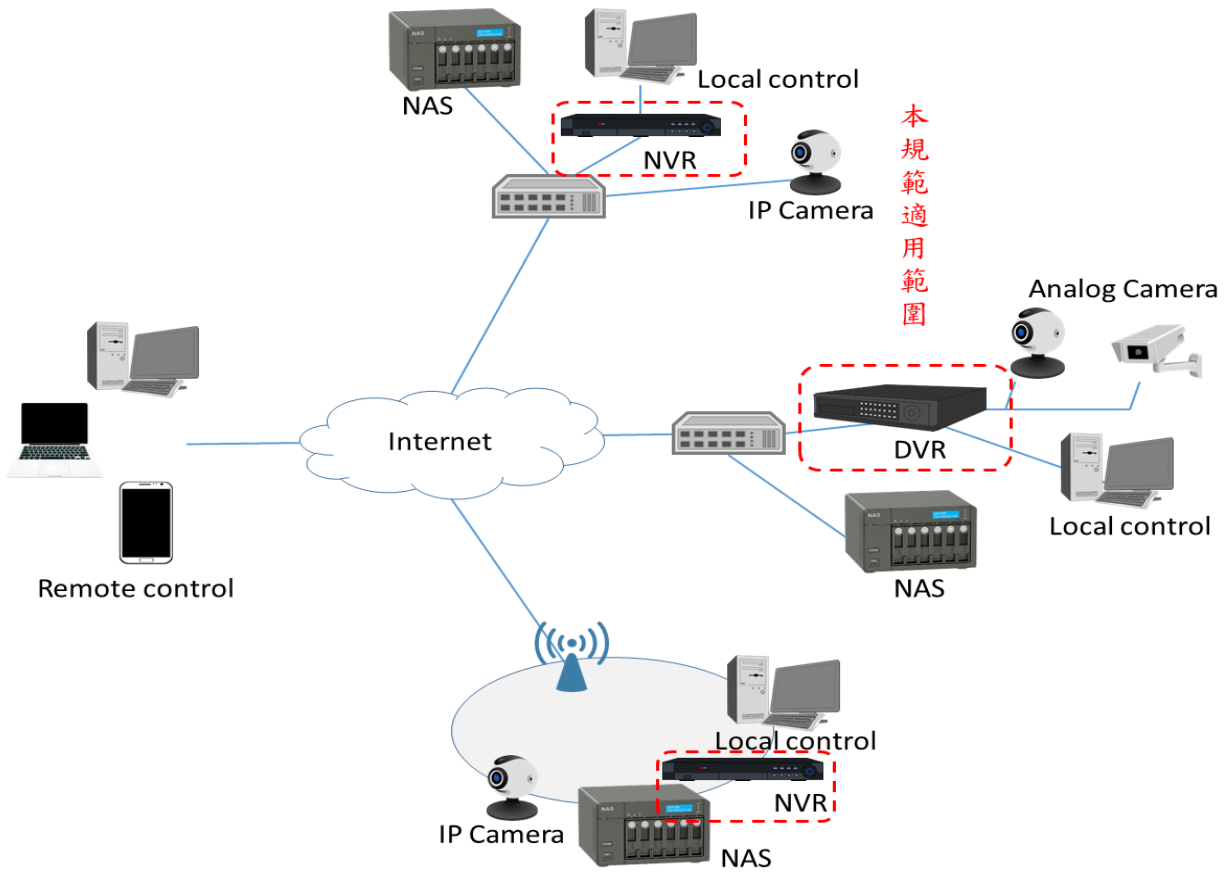 NAS
Local control
NVR
IP Camera
本規範適用範圍
Analog Camera
Internet
DVR
Local control
NAS
Remote control
Local control
NVR
IP Camera
NAS